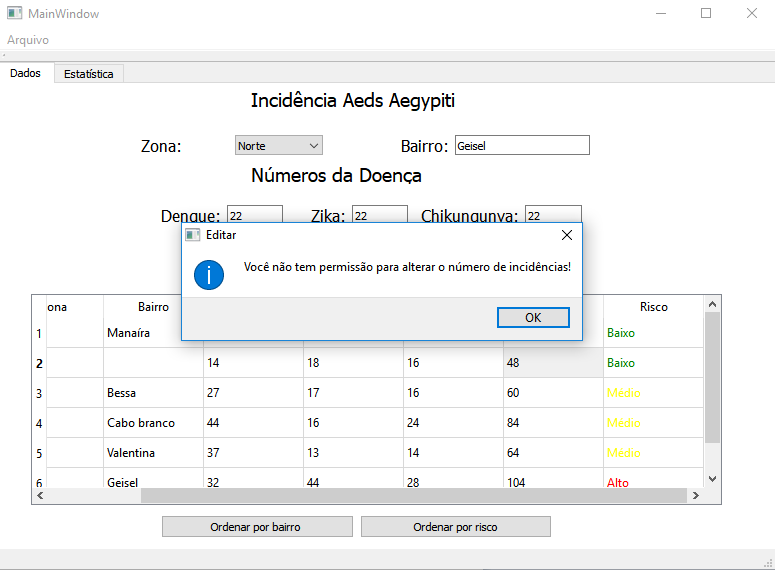 MainWindow
Arquivo
Dados Estatística
Incidência Aeds Aegypiti
Zona: Norte Bairro: Geisel
Números da Doença
Dengue: 22 Zika: 22 Chikungunya: 22
Editar
Você não tem permissão para alterar o número de incidências!
OK
ona Bairro Risco
1 Manaíra Baixo
2 14 18 16 48 Baixo
3 Bessa 27 17 16 60 Médio
4 Cabo branco 44 16 24 84 Médio
5 Valentina 37 13 14 64 Médio
6 Geisel 32 44 28 104 Alto
Ordenar por bairro Ordenar por risco